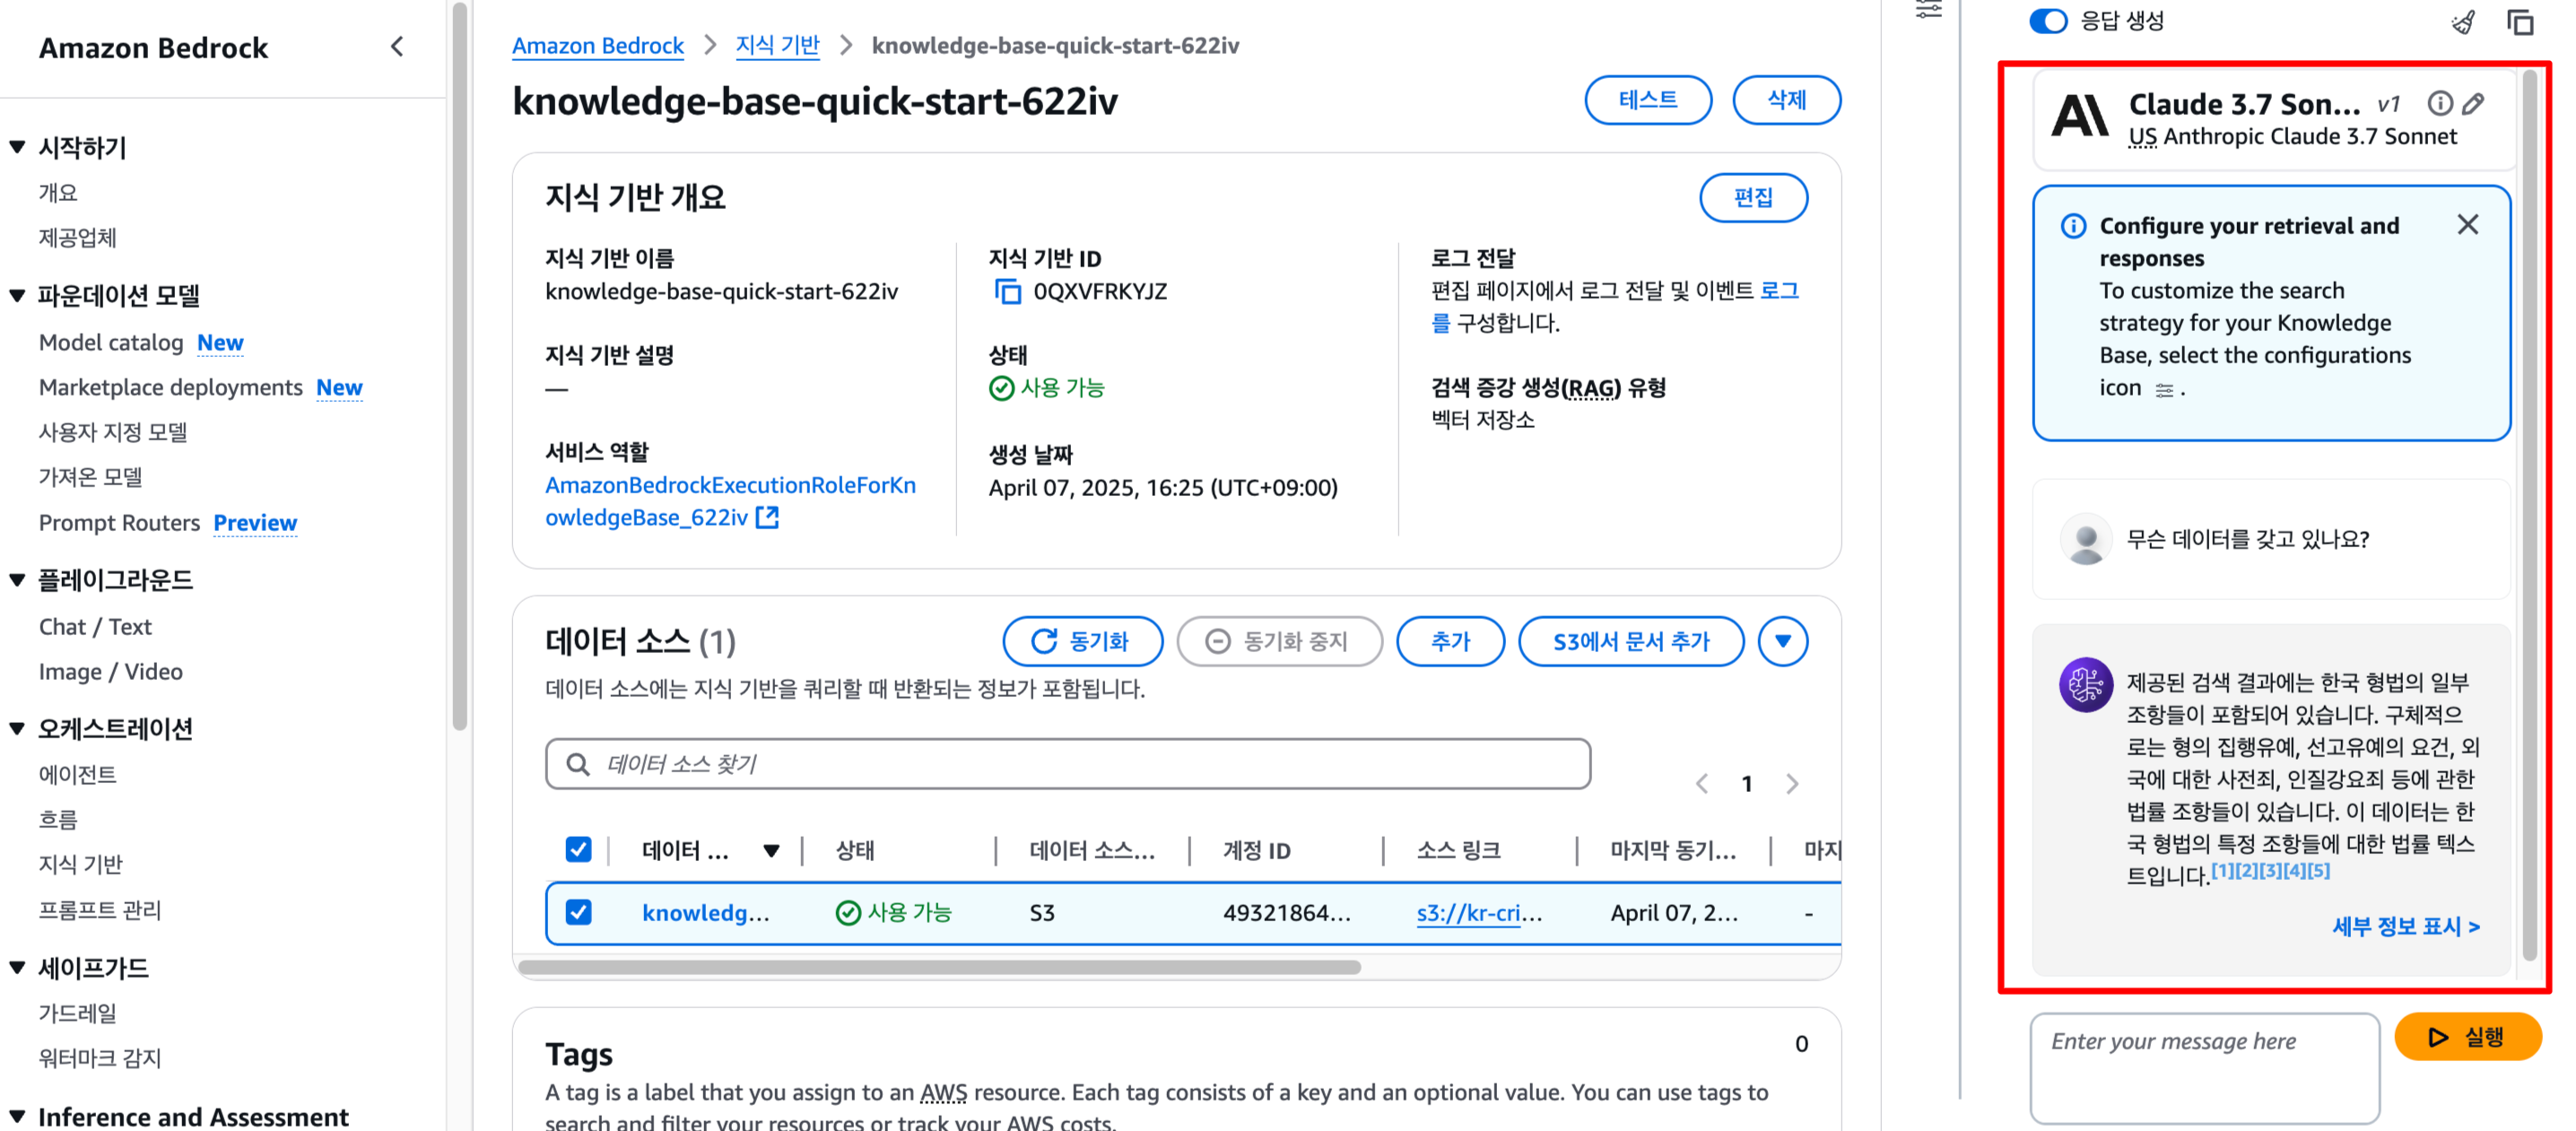 Amazon Bedrock
시작하기
개요
제공업체
파운데이션 모델
Model catalog New
Marketplace deployments New
사용자 지정 모델
가져온 모델
Prompt Routers Preview
플레이그라운드
Chat / Text
Image / Video
오케스트레이션
에이전트
흐름
지식 기반
프롬프트 관리
세이프가드
가드레일
워터마크 감지
Inference and Assessment
Amazon Bedrock > 지식 기반 > knowledge-base-quick-start-622iv
knowledge-base-quick-start-622iv
테스트
삭제
지식 기반 개요
편집
지식 기반 이름
knowledge-base-quick-start-622iv
지식 기반 설명
—
서비스 역할
AmazonBedrockExecutionRoleForKn
owledgeBase_622iv
지식 기반 ID
0QXVFRKYJZ
상태
사용 가능
생성 날짜
April 07, 2025, 16:25 (UTC+09:00)
로그 전달
편집 페이지에서 로그 전달 및 이벤트 로그
를 구성합니다.
검색 증강 생성(RAG) 유형
벡터 저장소
데이터 소스 (1)
동기화
동기화 중지
추가
S3에서 문서 추가
데이터 소스에는 지식 기반을 쿼리할 때 반환되는 정보가 포함됩니다.
데이터 소스 찾기
1
데이터 ... 상태 데이터 소스... 계정 ID 소스 링크 마지막 동기... 마지
knowledg... 사용 가능 S3 49321864... s3://kr-cri... April 07, 2... -
Tags
0
A tag is a label that you assign to an AWS resource. Each tag consists of a key and an optional value. You can use tags to
search and filter your resources or track your AWS costs.
응답 생성
Claude 3.7 Son... v1
US Anthropic Claude 3.7 Sonnet
Configure your retrieval and
responses
To customize the search
strategy for your Knowledge
Base, select the configurations
icon .
무슨 데이터를 갖고 있나요?
제공된 검색 결과에는 한국 형법의 일부
조항들이 포함되어 있습니다. 구체적으
로는 형의 집행유예, 선고유예의 요건, 외
국에 대한 사전죄, 인질강요죄 등에 관한
법률 조항들이 있습니다. 이 데이터는 한
국 형법의 특정 조항들에 대한 법률 텍스
트입니다.[1][2][3][4][5]
세부 정보 표시 >
Enter your message here
실행